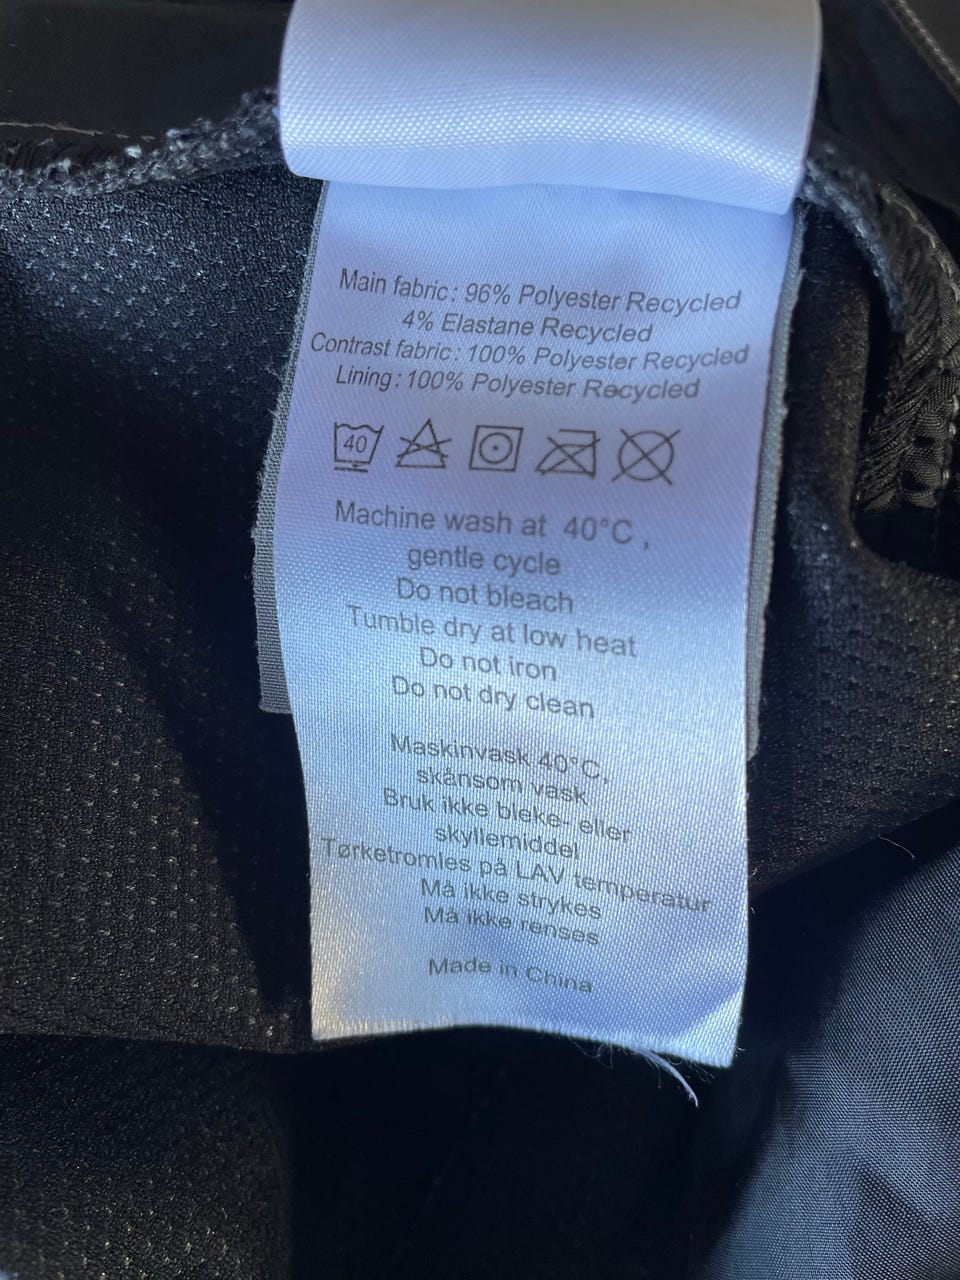 Main fabric: 96% Polyester Recycled
4% Elastane Recycled
Contrast fabric: 100% Polyester Recycled
Lining: 100% Polyester Recycled
40
Machine wash at 40°C,
gentle cycle
Do not bleach
Tumble dry at low heat
Do not iron
Do not dry clean
Maskinvask 40°C,
skånsom vask
Bruk ikke bleke- eller
skyllemiddel
Tørketromles på LAV temperatur
Må ikke strykes
Må ikke renses
Made in China